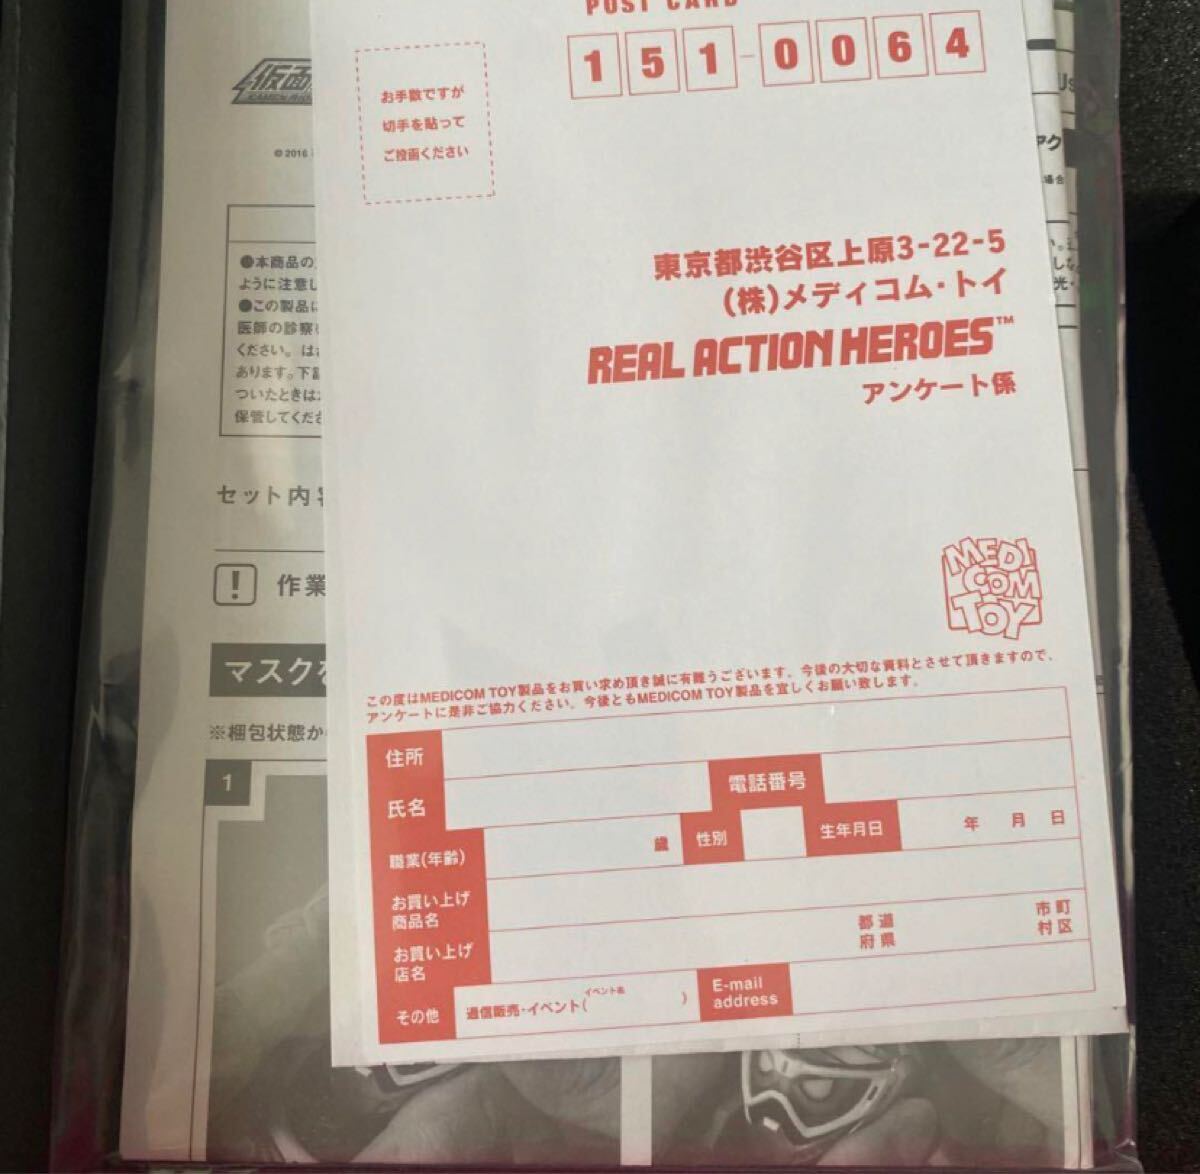 POST CARD
151-0064
お手数ですが
切手を貼って
ご投函ください
東京都渋谷区上原3-22-5
(株)メディコム・トイ
REAL ACTION HEROES™
アンケート係
MEDI
COM
TOY
この度はMEDICOM TOY製品をお買い求め頂き誠に有難うございます。今後の大切な資料とさせて頂きますので、
アンケートに是非ご協力ください。今後ともMEDICOM TOY製品を宜しくお願い致します。
住所
氏名
電話番号
職業(年齢)
歳
性別
生年月日
年 月 日
お買い上げ
商品名
お買い上げ
店名
都道
府県
市町
村区
その他
通信販売・イベント(
イベント名
)
E-mail
address
仮面
©2016
●本商品の
ように注意し
●この製品に
医師の診察
ください。は
あります。下
ついたときは
保管してくだ
セット内容
! 作業
マスクを
※梱包状態か
1
アク
場合